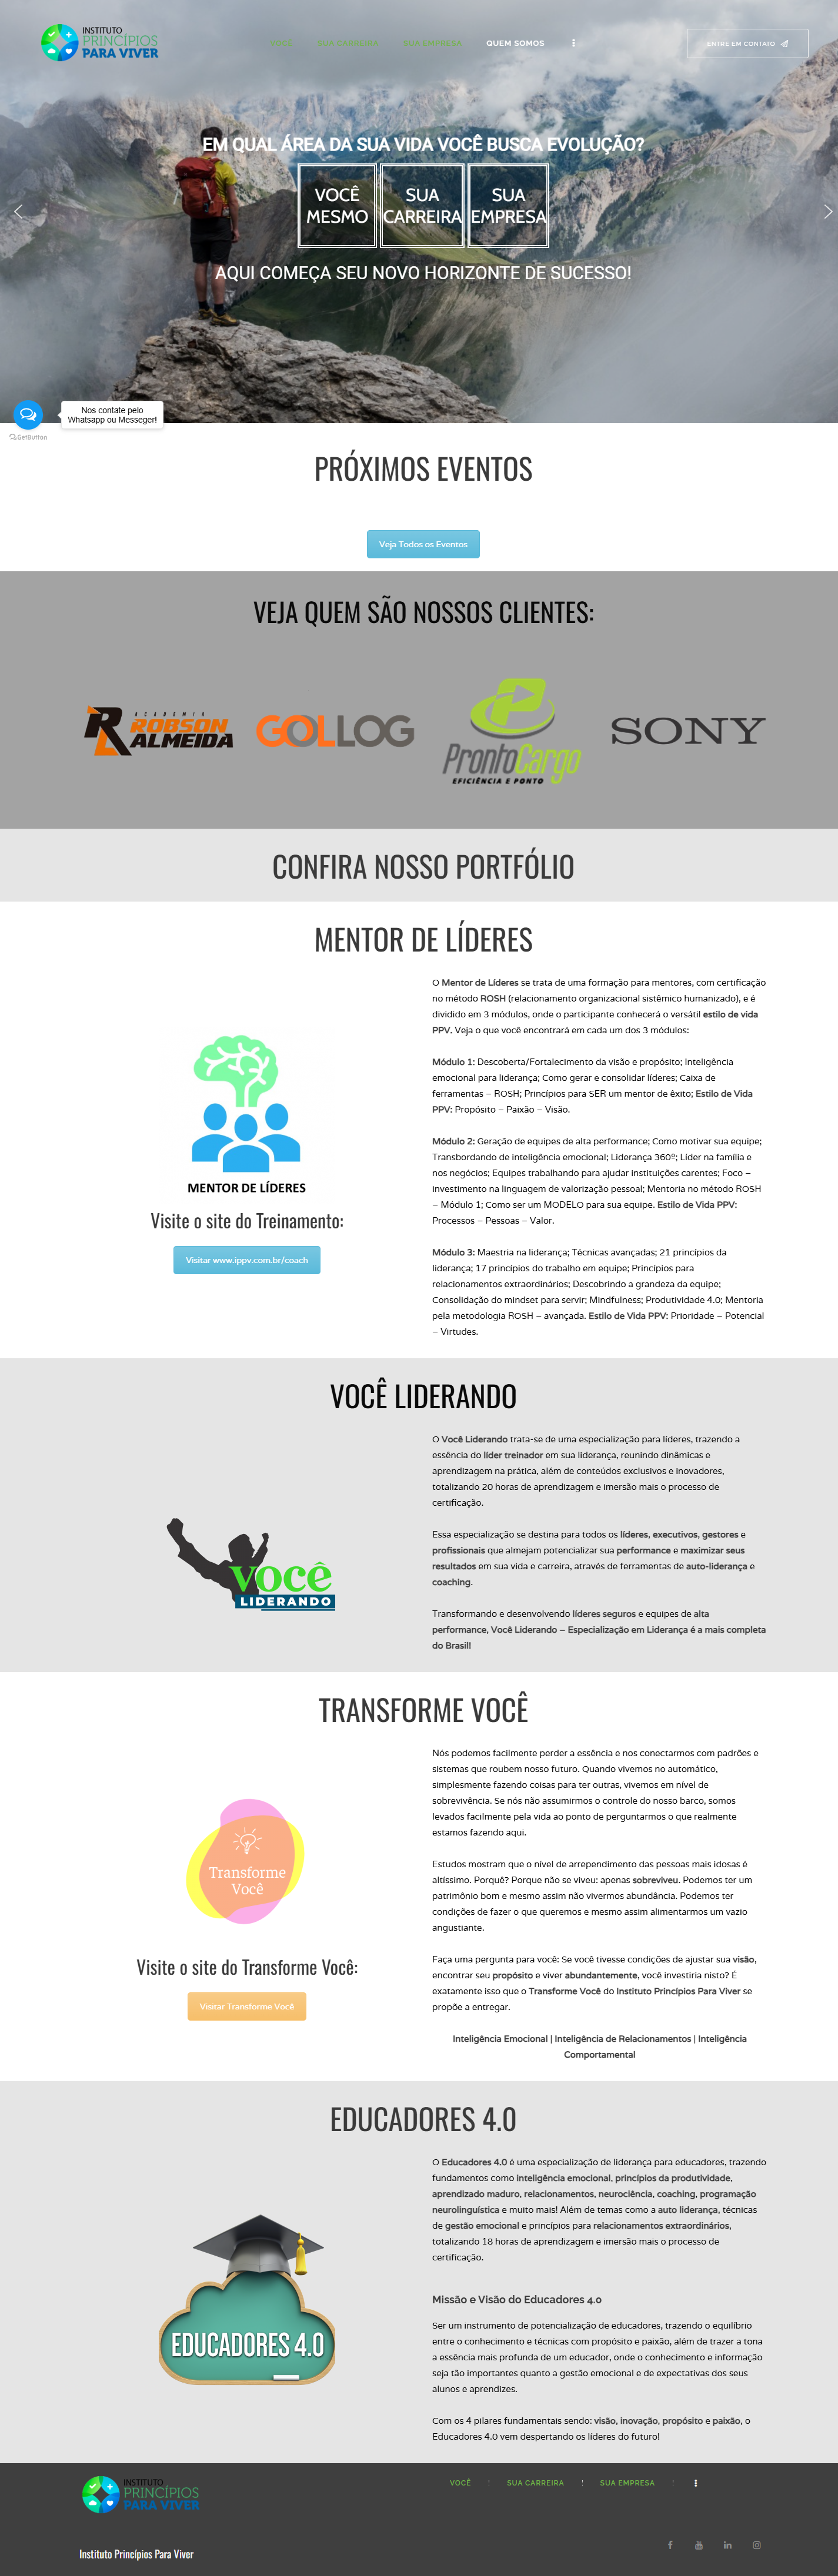 INSTITUTO
PRINCÍPIOS
PARA VIVER
VOCÊ SUA CARREIRA SUA EMPRESA QUEM SOMOS
ENTRE EM CONTATO
EM QUAL ÁREA DA SUA VIDA VOCÊ BUSCA EVOLUÇÃO?
VOCÊ MESMO
SUA CARREIRA
SUA EMPRESA
AQUI COMEÇA SEU NOVO HORIZONTE DE SUCESSO!
Nos contate pelo
Whatsapp ou Messeger!
GetButton
PRÓXIMOS EVENTOS
Veja Todos os Eventos
VEJA QUEM SÃO NOSSOS CLIENTES:
ACADEMIA
ROBSON
ALMEIDA
GOLLOG
ProntoCargo
EFICIÊNCIA E PONTO
SONY
CONFIRA NOSSO PORTFÓLIO
MENTOR DE LÍDERES
MENTOR DE LÍDERES
Visite o site do Treinamento:
Visitar www.ippv.com.br/coach
O Mentor de Líderes se trata de uma formação para mentores, com certificação
no método ROSH (relacionamento organizacional sistêmico humanizado), e é
dividido em 3 módulos, onde o participante conhecerá o versátil estilo de vida
PPV. Veja o que você encontrará em cada um dos 3 módulos:
Módulo 1: Descoberta/Fortalecimento da visão e propósito; Inteligência
emocional para liderança; Como gerar e consolidar líderes; Caixa de
ferramentas – ROSH; Princípios para SER um mentor de êxito; Estilo de Vida
PPV: Propósito – Paixão – Visão.
Módulo 2: Geração de equipes de alta performance; Como motivar sua equipe;
Transbordando de inteligência emocional; Liderança 360º; Líder na família e
nos negócios; Equipes trabalhando para ajudar instituições carentes; Foco –
investimento na linguagem de valorização pessoal; Mentoria no método ROSH
– Módulo 1; Como ser um MODELO para sua equipe. Estilo de Vida PPV:
Processos – Pessoas – Valor.
Módulo 3: Maestria na liderança; Técnicas avançadas; 21 princípios da
liderança; 17 princípios do trabalho em equipe; Princípios para
relacionamentos extraordinários; Descobrindo a grandeza da equipe;
Consolidação do mindset para servir; Mindfulness; Produtividade 4.0; Mentoria
pela metodologia ROSH – avançada. Estilo de Vida PPV: Prioridade – Potencial
– Virtudes.
VOCÊ LIDERANDO
você
LIDERANDO
O Você Liderando trata-se de uma especialização para líderes, trazendo a
essência do líder treinador em sua liderança, reunindo dinâmicas e
aprendizagem na prática, além de conteúdos exclusivos e inovadores,
totalizando 20 horas de aprendizagem e imersão mais o processo de
certificação.
Essa especialização se destina para todos os líderes, executivos, gestores e
profissionais que almejam potencializar sua performance e maximizar seus
resultados em sua vida e carreira, através de ferramentas de auto-liderança e
coaching.
Transformando e desenvolvendo líderes seguros e equipes de alta
performance, Você Liderando – Especialização em Liderança é a mais completa
do Brasil!
TRANSFORME VOCÊ
Transforme
Você
Visite o site do Transforme Você:
Visitar Transforme Você
Nós podemos facilmente perder a essência e nos conectarmos com padrões e
sistemas que roubem nosso futuro. Quando vivemos no automático,
simplesmente fazendo coisas para ter outras, vivemos em nível de
sobrevivência. Se nós não assumirmos o controle do nosso barco, somos
levados facilmente pela vida ao ponto de perguntarmos o que realmente
estamos fazendo aqui.
Estudos mostram que o nível de arrependimento das pessoas mais idosas é
altíssimo. Porquê? Porque não se viveu: apenas sobreviveu. Podemos ter um
patrimônio bom e mesmo assim não vivermos abundância. Podemos ter
condições de fazer o que queremos e mesmo assim alimentarmos um vazio
angustiante.
Faça uma pergunta para você: Se você tivesse condições de ajustar sua visão,
encontrar seu propósito e viver abundantemente, você investiria nisto? É
exatamente isso que o Transforme Você do Instituto Princípios Para Viver se
propõe a entregar.
Inteligência Emocional | Inteligência de Relacionamentos | Inteligência
Comportamental
EDUCADORES 4.0
EDUCADORES 4.0
O Educadores 4.0 é uma especialização de liderança para educadores, trazendo
fundamentos como inteligência emocional, princípios da produtividade,
aprendizado maduro, relacionamentos, neurociência, coaching, programação
neurolinguística e muito mais! Além de temas como a auto liderança, técnicas
de gestão emocional e princípios para relacionamentos extraordinários,
totalizando 18 horas de aprendizagem e imersão mais o processo de
certificação.
Missão e Visão do Educadores 4.0
Ser um instrumento de potencialização de educadores, trazendo o equilíbrio
entre o conhecimento e técnicas com propósito e paixão, além de trazer a tona
a essência mais profunda de um educador, onde o conhecimento e informação
seja tão importantes quanto a gestão emocional e de expectativas dos seus
alunos e aprendizes.
Com os 4 pilares fundamentais sendo: visão, inovação, propósito e paixão, o
Educadores 4.0 vem despertando os líderes do futuro!
INSTITUTO
PRINCÍPIOS
PARA VIVER
VOCÊ | SUA CARREIRA | SUA EMPRESA |
Instituto Princípios Para Viver